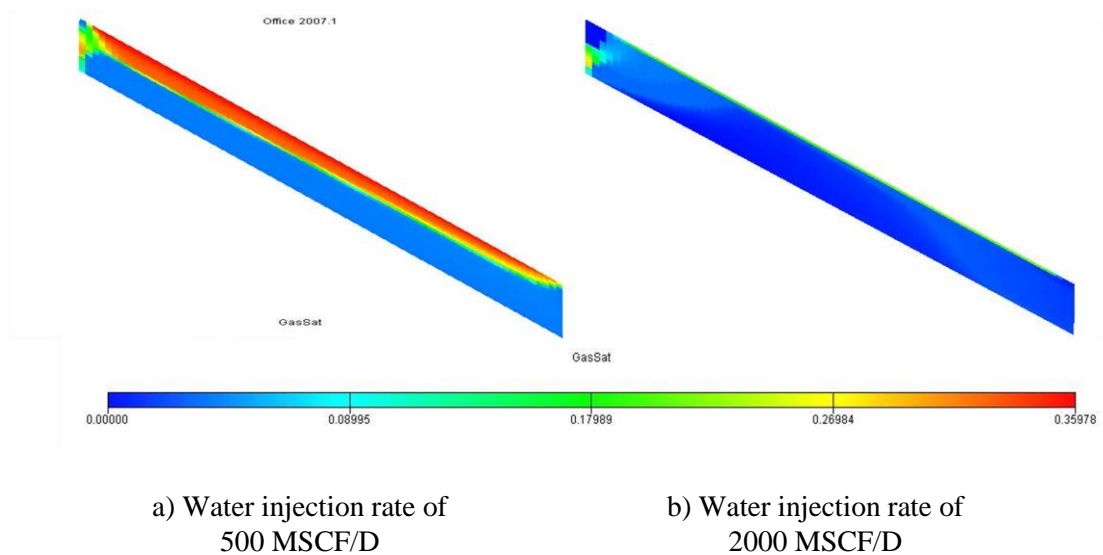 Office 2007.1
GasSat
GasSat
0.00000 0.08995 0.17989 0.26984 0.35978
a) Water injection rate of
500 MSCF/D
b) Water injection rate of
2000 MSCF/D